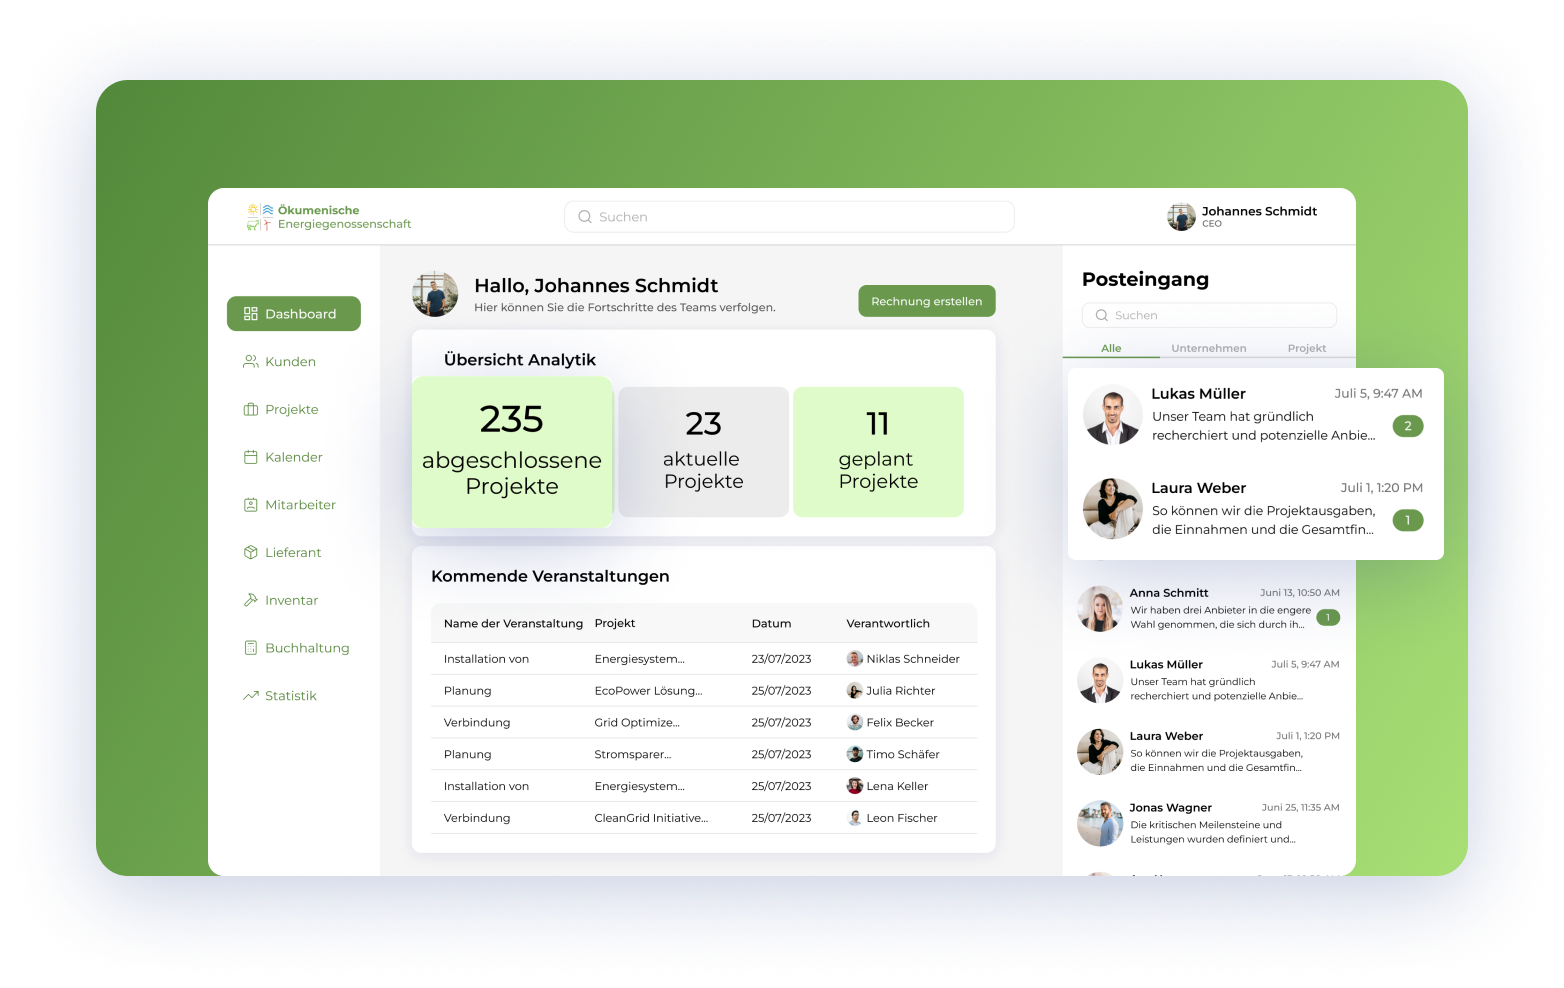 Ökumenische
Energiegenossenschaft
Suchen
Johannes Schmidt
CEO
Dashboard
Kunden
Projekte
Kalender
Mitarbeiter
Lieferant
Inventar
Buchhaltung
Statistik
Hallo, Johannes Schmidt
Hier können Sie die Fortschritte des Teams verfolgen.
Rechnung erstellen
Übersicht Analytik
235
abgeschlossene
Projekte
23
aktuelle
Projekte
11
geplant
Projekte
Kommende Veranstaltungen
Name der Veranstaltung Projekt Datum Verantwortlich
Installation von Energiesystem... 23/07/2023 Niklas Schneider
Planung EcoPower Lösung... 25/07/2023 Julia Richter
Verbindung Grid Optimize... 25/07/2023 Felix Becker
Planung Stromsparer... 25/07/2023 Timo Schäfer
Installation von Energiesystem... 25/07/2023 Lena Keller
Verbindung CleanGrid Initiative... 25/07/2023 Leon Fischer
Posteingang
Suchen
Alle Unternehmen Projekt
Lukas Müller Juli 5, 9:47 AM
Unser Team hat gründlich
recherchiert und potenzielle Anbie... 2
Laura Weber Juli 1, 1:20 PM
So können wir die Projektausgaben,
die Einnahmen und die Gesamtfin... 1
Anna Schmitt Juni 13, 10:50 AM
Wir haben drei Anbieter in die engere
Wahl genommen, die sich durch ih... 1
Lukas Müller Juli 5, 9:47 AM
Unser Team hat gründlich
recherchiert und potenzielle Anbie...
Laura Weber Juli 1, 1:20 PM
So können wir die Projektausgaben,
die Einnahmen und die Gesamtfin...
Jonas Wagner Juni 25, 11:35 AM
Die kritischen Meilensteine und
Leistungen wurden definiert und...